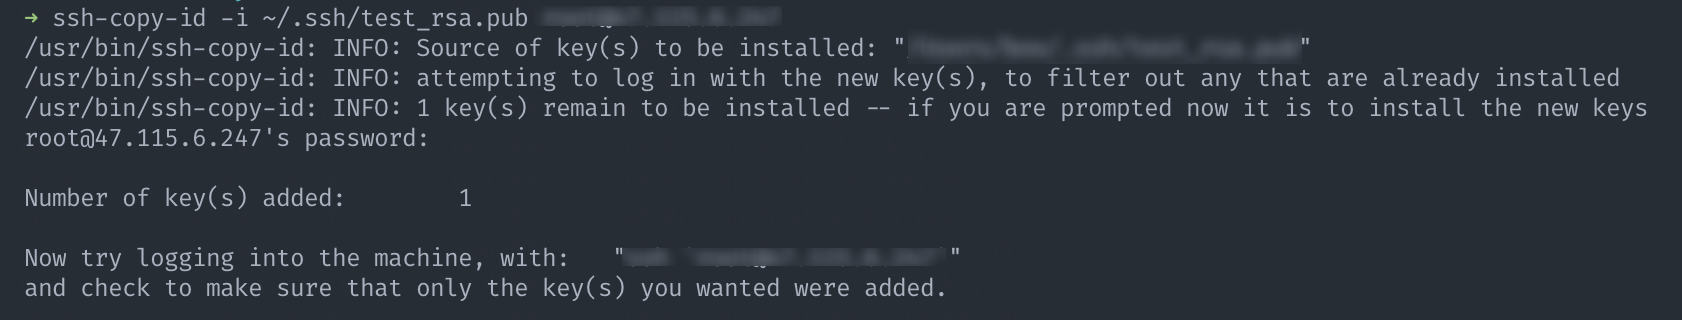 ➜ ssh-copy-id -i ~/.ssh/test_rsa.pub
/usr/bin/ssh-copy-id: INFO: Source of key(s) to be installed: "                "
/usr/bin/ssh-copy-id: INFO: attempting to log in with the new key(s), to filter out any that are already installed
/usr/bin/ssh-copy-id: INFO: 1 key(s) remain to be installed -- if you are prompted now it is to install the new keys
root@47.115.6.247's password:
Number of key(s) added:        1
Now try logging into the machine, with:   "                "
and check to make sure that only the key(s) you wanted were added.